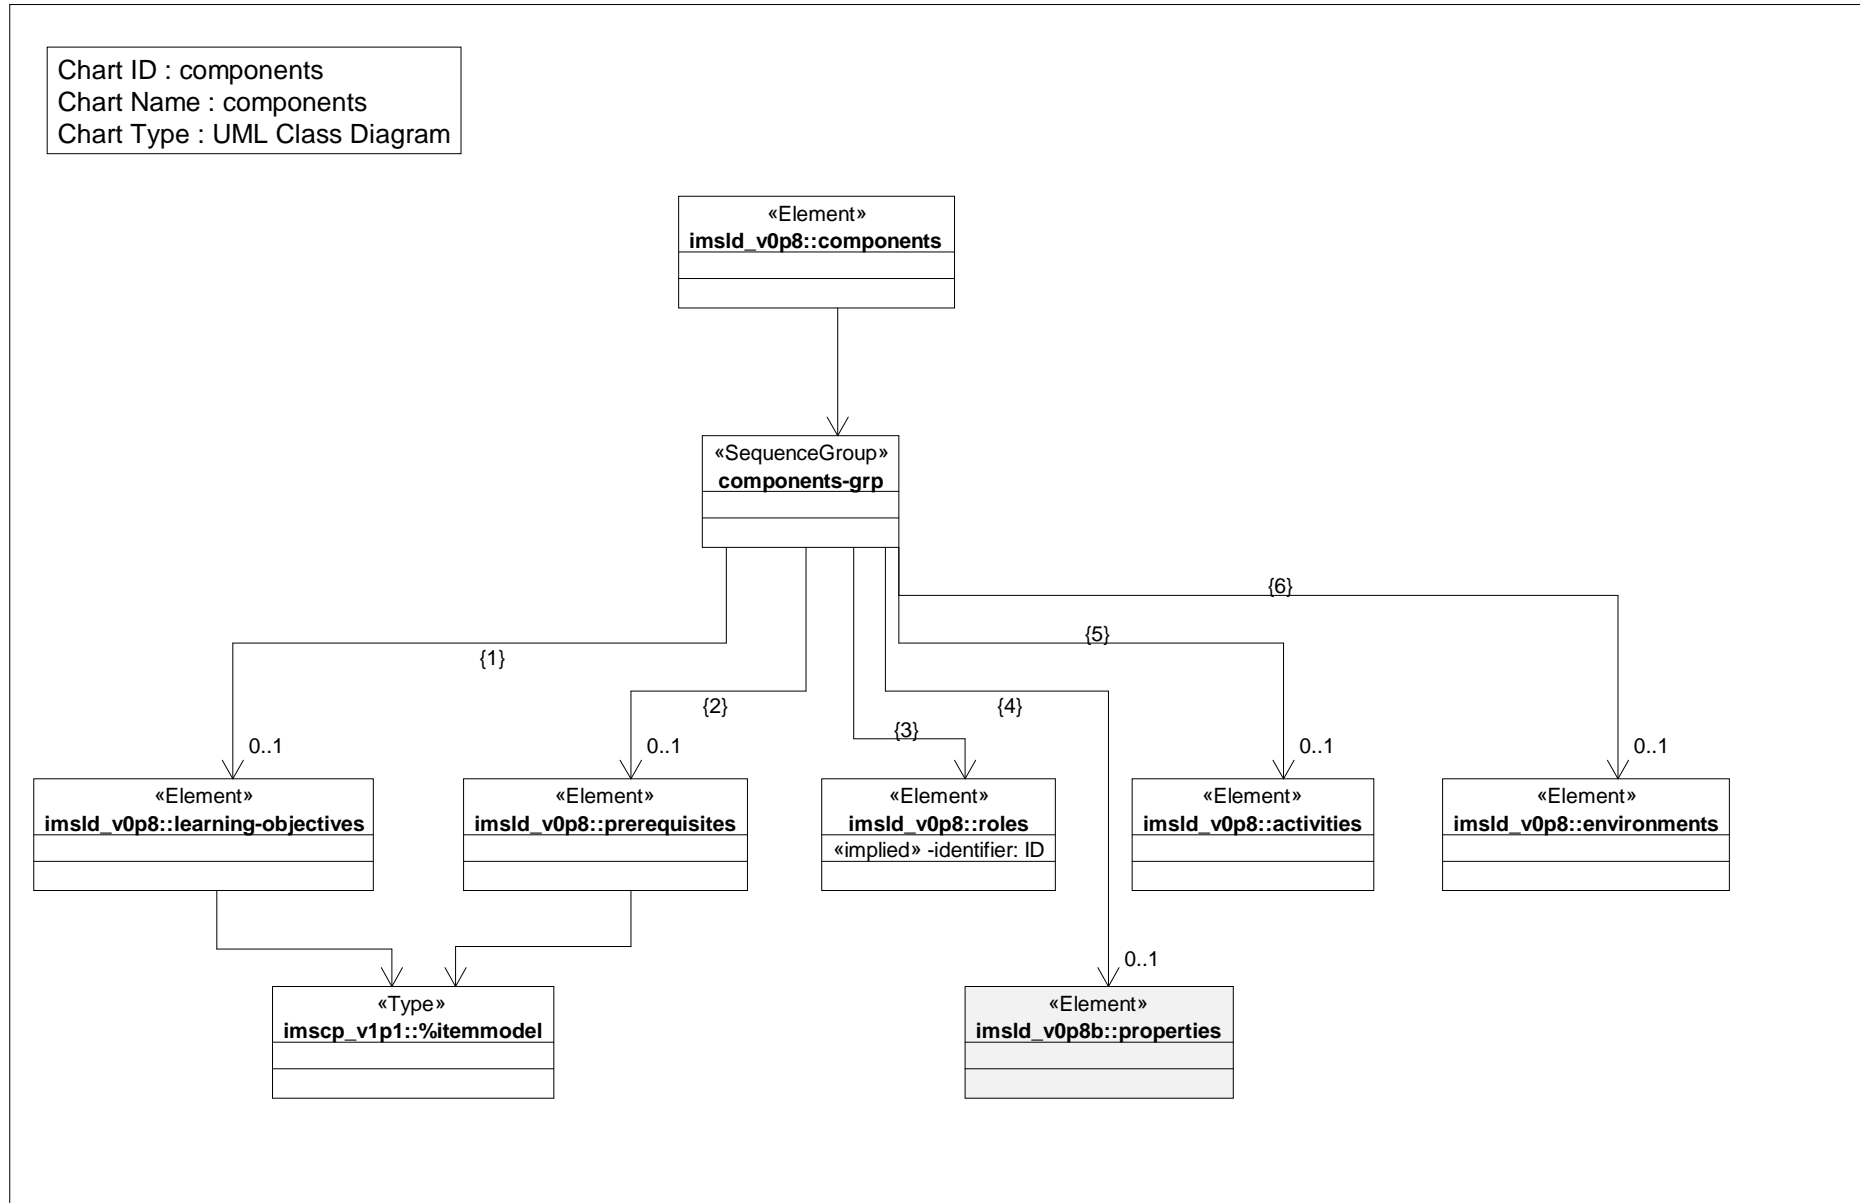 Chart ID : components
Chart Name : components
Chart Type : UML Class Diagram
«Element»
imsld_v0p8::components
«SequenceGroup»
components-grp
{6}
{5}
{1}
{2}
{4}
{3}
0..1
0..1
0..1
0..1
«Element»
imsld_v0p8::learning-objectives
«Element»
imsld_v0p8::prerequisites
«Element»
imsld_v0p8::roles
«implied» -identifier: ID
«Element»
imsld_v0p8::activities
«Element»
imsld_v0p8::environments
0..1
«Type»
imscp_v1p1::%itemmodel
«Element»
imsld_v0p8b::properties